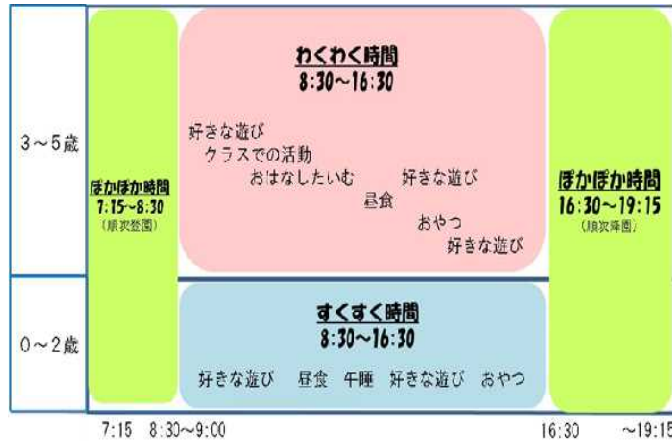 3～5歳
ぽかぽか時間
7:15～8:30
(順次登園)
わくわく時間
8:30～16:30
好きな遊び
クラスでの活動
おはなしたいむ 好きな遊び
昼食
おやつ
好きな遊び
ぽかぽか時間
16:30～19:15
(順次降園)
0～2歳
すくすく時間
8:30～16:30
好きな遊び 昼食 午睡 好きな遊び おやつ
7:15 8:30～9:00 16:30 ～19:15